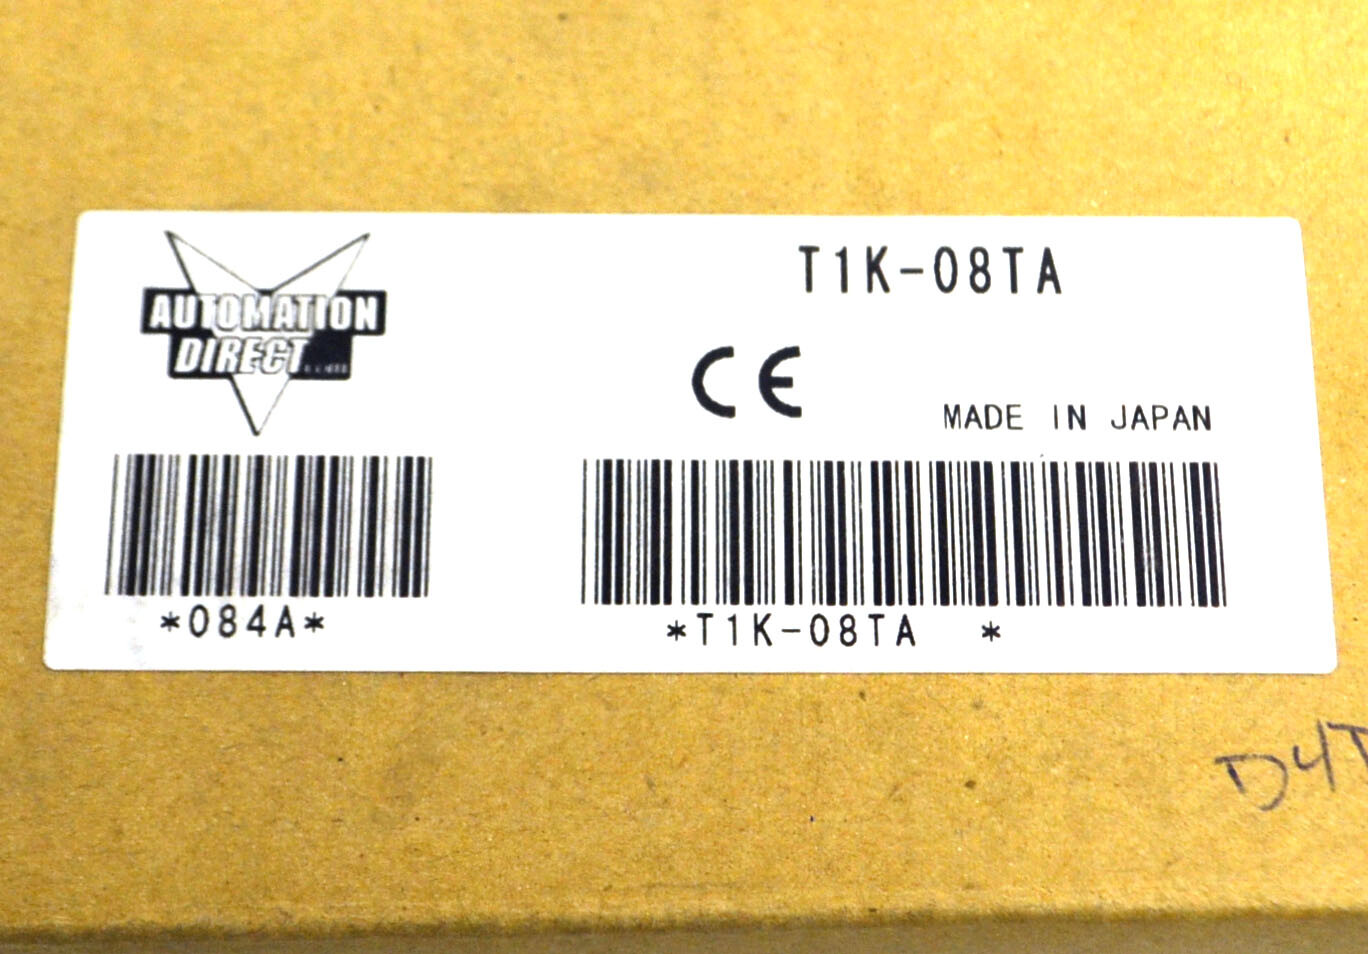 T1K-08TA
AUTOMATION
DIRECT
CE
MADE IN JAPAN
*084A*
*T1K-08TA *